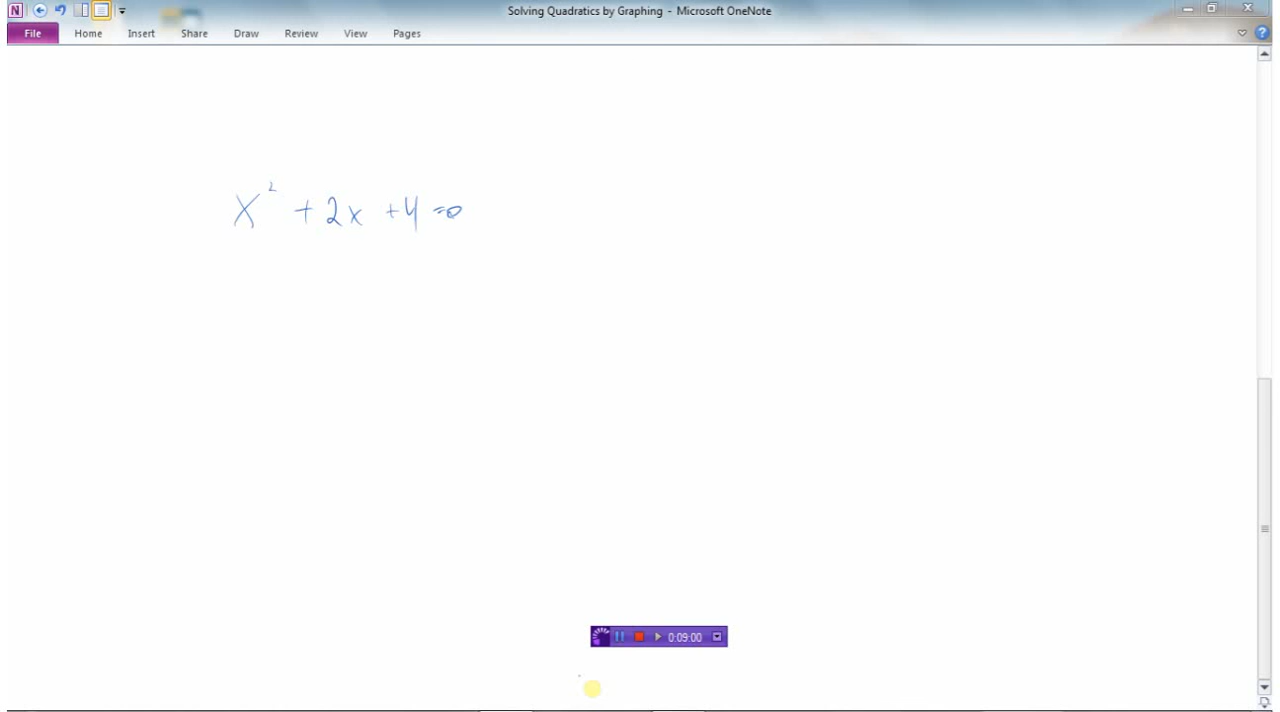 Solving Quadratics by Graphing - Microsoft OneNote
File Home Insert Share Draw Review View Pages
x² + 2x + 4 = 0
0:09:00